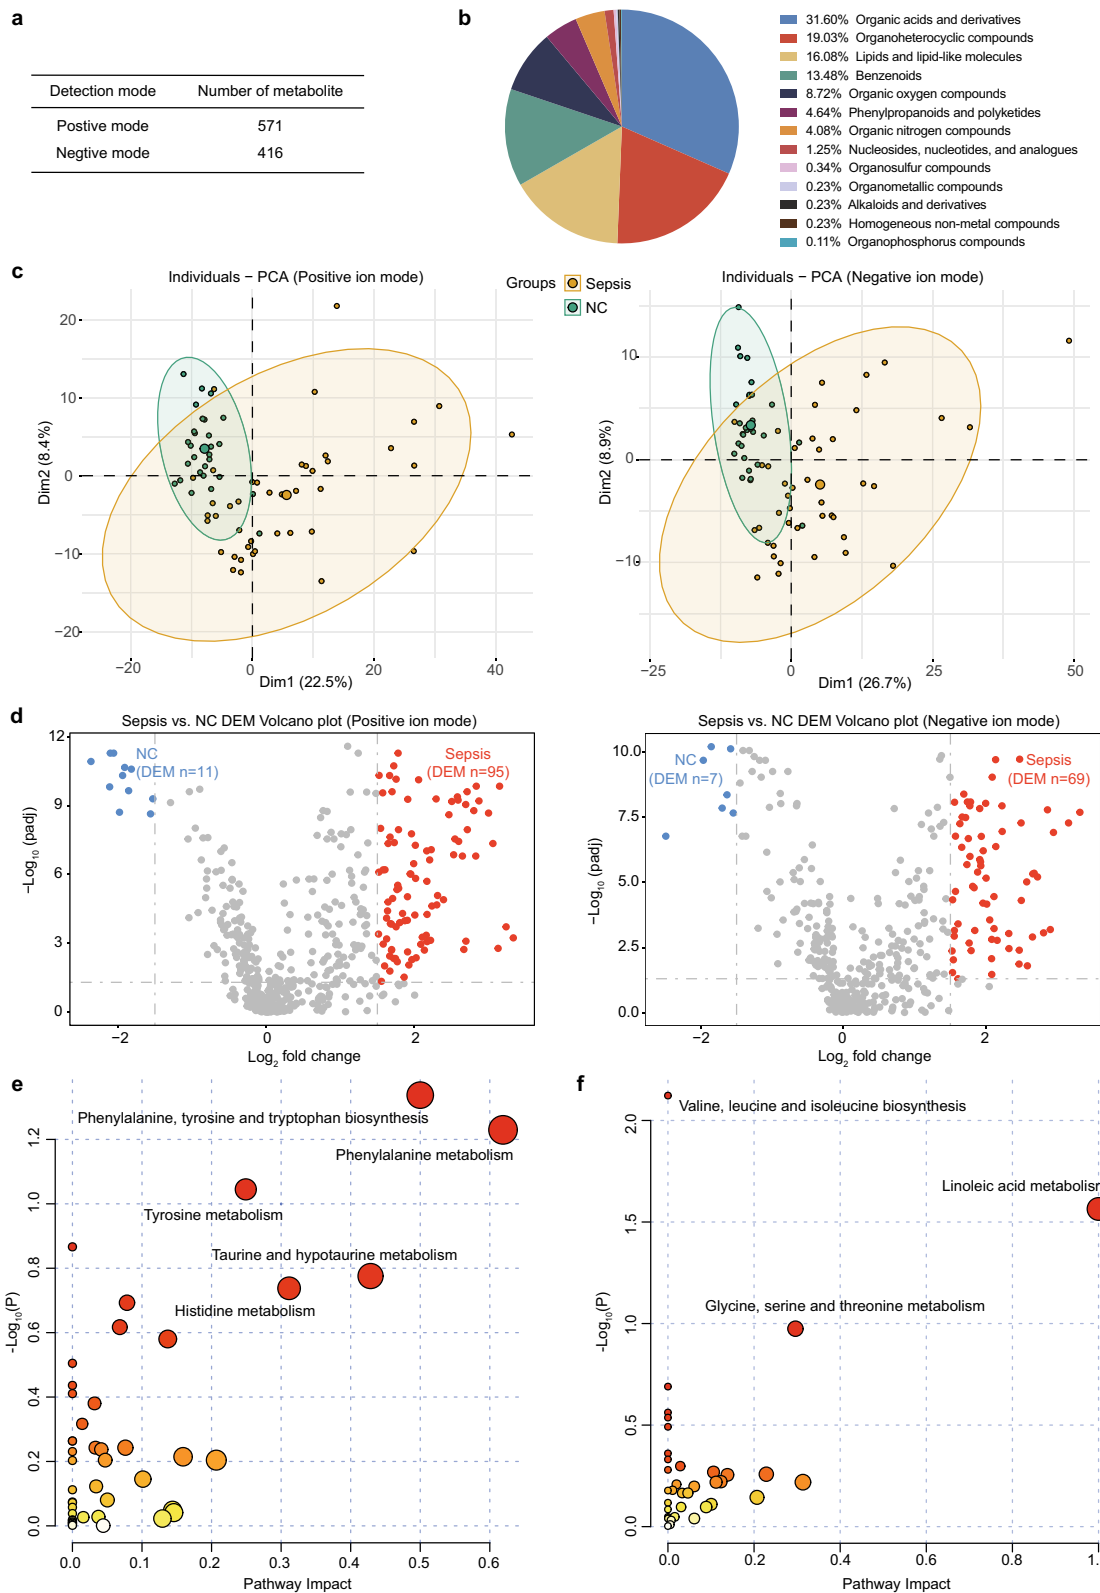 a
Detection mode Number of metabolite
Postive mode 571
Negtive mode 416
b
31.60% Organic acids and derivatives
19.03% Organoheterocyclic compounds
16.08% Lipids and lipid-like molecules
13.48% Benzenoids
8.72% Organic oxygen compounds
4.64% Phenylpropanoids and polyketides
4.08% Organic nitrogen compounds
1.25% Nucleosides, nucleotides, and analogues
0.34% Organosulfur compounds
0.23% Organometallic compounds
0.23% Alkaloids and derivatives
0.23% Homogeneous non-metal compounds
0.11% Organophosphorus compounds
c
Individuals − PCA (Positive ion mode)
Groups Sepsis
NC
Individuals − PCA (Negative ion mode)
Dim2 (8.4%)
20
10
0
−10
−20
−20 0 20 40
Dim1 (22.5%)
Dim2 (8.9%)
10
0
−10
−25 0 25 50
Dim1 (26.7%)
d
Sepsis vs. NC DEM Volcano plot (Positive ion mode)
NC
(DEM n=11)
Sepsis
(DEM n=95)
−Log10 (padj)
12
9
6
3
0
−2 0 2
Log2 fold change
Sepsis vs. NC DEM Volcano plot (Negative ion mode)
NC
(DEM n=7)
Sepsis
(DEM n=69)
−Log10 (padj)
10.0
7.5
5.0
2.5
0.0
−2 0 2
Log2 fold change
e
Phenylalanine, tyrosine and tryptophan biosynthesis
Phenylalanine metabolism
Tyrosine metabolism
Taurine and hypotaurine metabolism
Histidine metabolism
-Log10(P)
1.2
1.0
0.8
0.6
0.4
0.2
0.0
0.0 0.1 0.2 0.3 0.4 0.5 0.6
Pathway Impact
f
Valine, leucine and isoleucine biosynthesis
Linoleic acid metabolism
Glycine, serine and threonine metabolism
-Log10(P)
2.0
1.5
1.0
0.5
0.0
0.0 0.2 0.4 0.6 0.8 1.
Pathway Impact